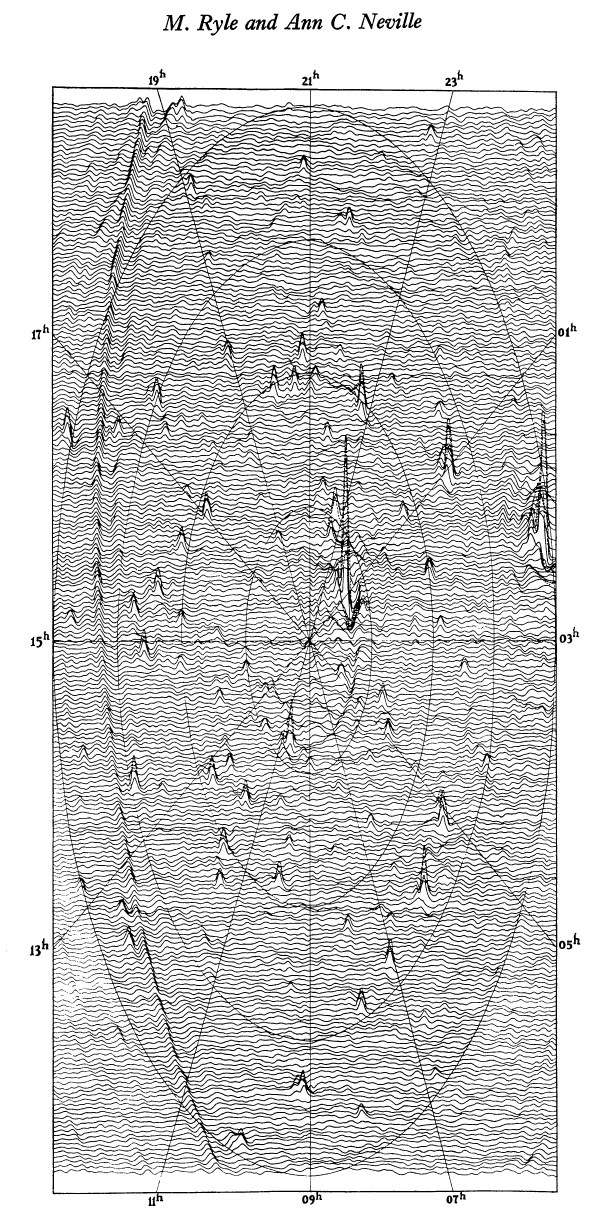 M. Ryle and Ann C. Neville
19ʰ 21ʰ 23ʰ
17ʰ 01ʰ
15ʰ 03ʰ
13ʰ 05ʰ
11ʰ 09ʰ 07ʰ